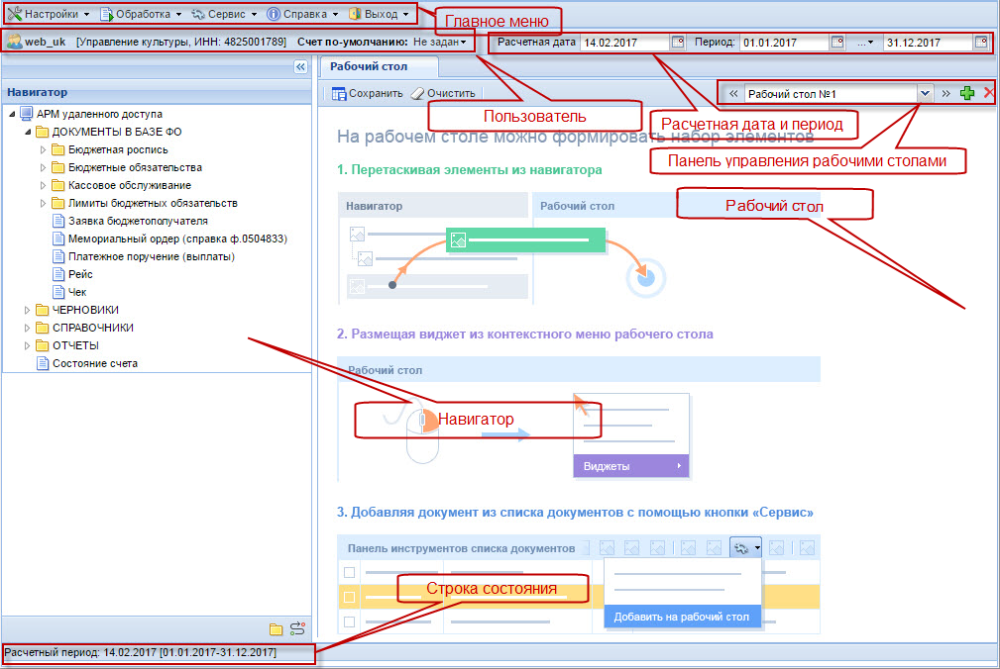 Настройки Обработка Сервис Справка Выход
Главное меню
web_uk [Управление культуры, ИНН: 4825001789] Счет по-умолчанию: Не задан
Расчетная дата 14.02.2017 Период: 01.01.2017 ... 31.12.2017
Рабочий стол
Навигатор
Сохранить Очистить
Рабочий стол №1
Пользователь
Расчетная дата и период
Панель управления рабочими столами
АРМ удаленного доступа
ДОКУМЕНТЫ В БАЗЕ ФО
Бюджетная роспись
Бюджетные обязательства
Кассовое обслуживание
Лимиты бюджетных обязательств
Заявка бюджетополучателя
Мемориальный ордер (справка ф.0504833)
Платежное поручение (выплаты)
Рейс
Чек
ЧЕРНОВИКИ
СПРАВОЧНИКИ
ОТЧЕТЫ
Состояние счета
На рабочем столе можно формировать набор элементов
1. Перетаскивая элементы из навигатора
Навигатор
Рабочий стол
Рабочий стол
2. Размещая виджет из контекстного меню рабочего стола
Рабочий стол
Навигатор
Виджеты
3. Добавляя документ из списка документов с помощью кнопки «Сервис»
Панель инструментов списка документов
Строка состояния
Добавить на рабочий стол
Расчетный период: 14.02.2017 [01.01.2017-31.12.2017]